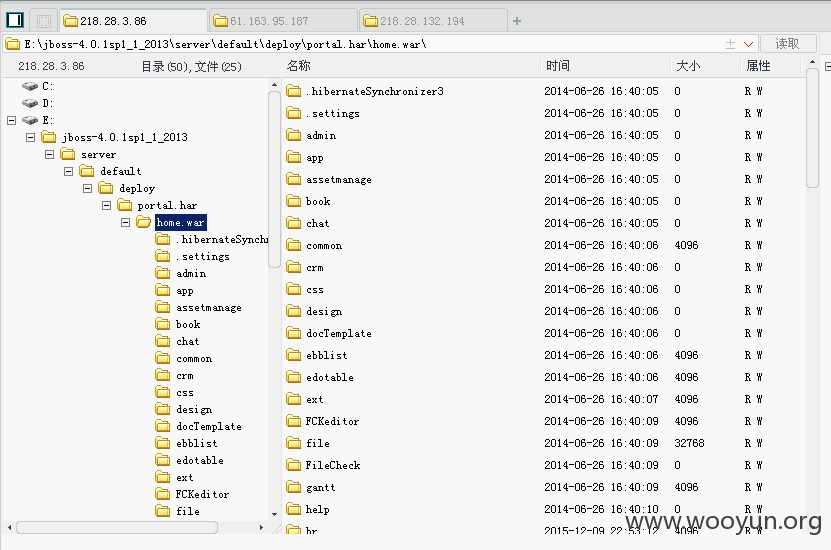 218.28.3.86 61.163.95.187 218.28.132.194
E:\jboss-4.0.1sp1_1_2013\server\default\deploy\portal.har\home.war\ 读取
218.28.3.86 目录(50),文件(25)
C:
D:
E:
jboss-4.0.1sp1_1_2013
server
default
deploy
portal.har
home.war
.hibernateSynchr
.settings
admin
app
assetmanage
book
chat
common
crm
css
design
docTemplate
ebblist
edotable
ext
FCKeditor
file
名称 时间 大小 属性
.hibernateSynchronizer3 2014-06-26 16:40:05 0 R W
.settings 2014-06-26 16:40:05 0 R W
admin 2014-06-26 16:40:05 0 R W
app 2014-06-26 16:40:05 0 R W
assetmanage 2014-06-26 16:40:05 0 R W
book 2014-06-26 16:40:05 0 R W
chat 2014-06-26 16:40:05 0 R W
common 2014-06-26 16:40:06 4096 R W
crm 2014-06-26 16:40:06 0 R W
css 2014-06-26 16:40:06 0 R W
design 2014-06-26 16:40:06 0 R W
docTemplate 2014-06-26 16:40:06 0 R W
ebblist 2014-06-26 16:40:06 4096 R W
edotable 2014-06-26 16:40:06 4096 R W
ext 2014-06-26 16:40:07 4096 R W
FCKeditor 2014-06-26 16:40:09 4096 R W
file 2014-06-26 16:40:09 32768 R W
FileCheck 2014-06-26 16:40:09 0 R W
gantt 2014-06-26 16:40:09 4096 R W
help 2014-06-26 16:40:10 0 R W
hr 2015-12-09 22:53:12 4096 R W
www.wooyun.org